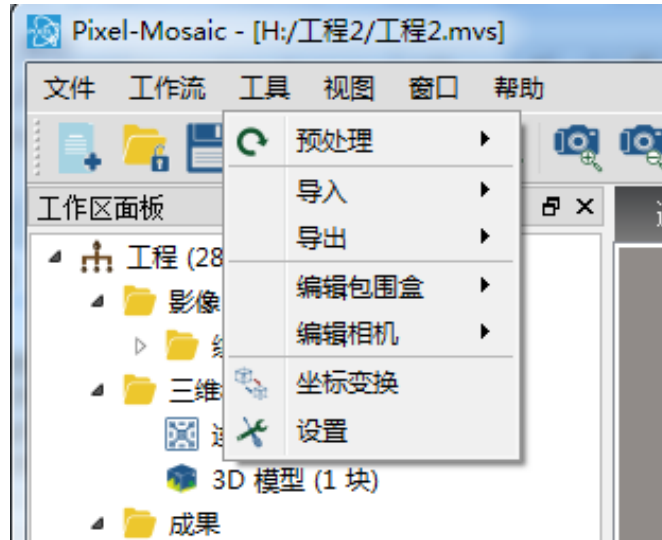 Pixel-Mosaic - [H:/工程2/工程2.mvs]
文件 工作流 工具 视图 窗口 帮助
预处理
导入
导出
编辑包围盒
编辑相机
坐标变换
设置
工作区面板
工程 (28
影像
三维
3D 模型 (1 块)
成果